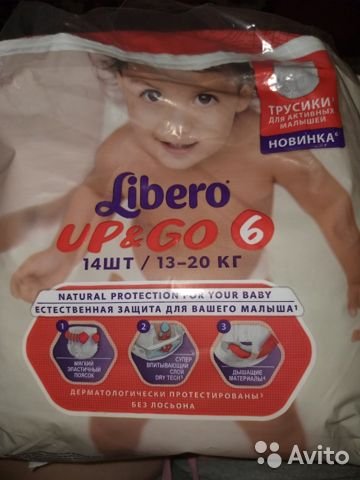 ТРУСИКИ
ДЛЯ АКТИВНЫХ
МАЛЫШЕЙ
НОВИНКА
Libero
UP&GO 6
14ШТ / 13-20 КГ
NATURAL PROTECTION FOR YOUR BABY
ЕСТЕСТВЕННАЯ ЗАЩИТА ДЛЯ ВАШЕГО МАЛЫША
1
МЯГКИЙ
ЭЛАСТИЧНЫЙ
ПОЯСОК
2
СУПЕР
ВПИТЫВАЮЩИЙ
СЛОЙ
DRY TECH
3
ДЫШАЩИЕ
МАТЕРИАЛЫ
ДЕРМАТОЛОГИЧЕСКИ ПРОТЕСТИРОВАНЫ
БЕЗ ЛОСЬОНА
Avito